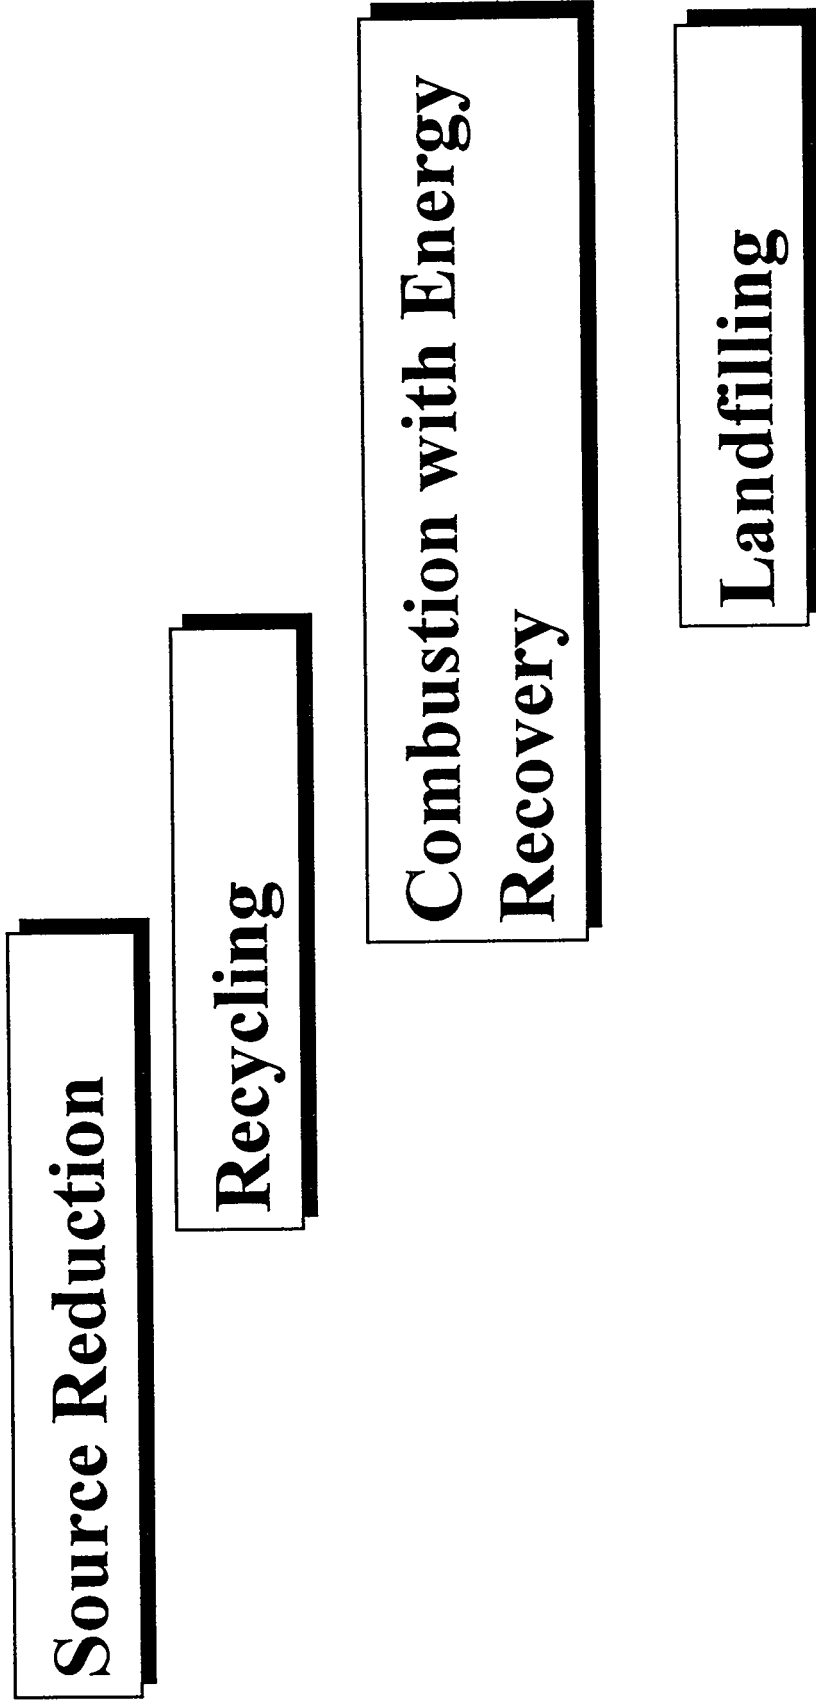 Source Reduction
Recycling
Combustion with Energy
Recovery
Landfilling